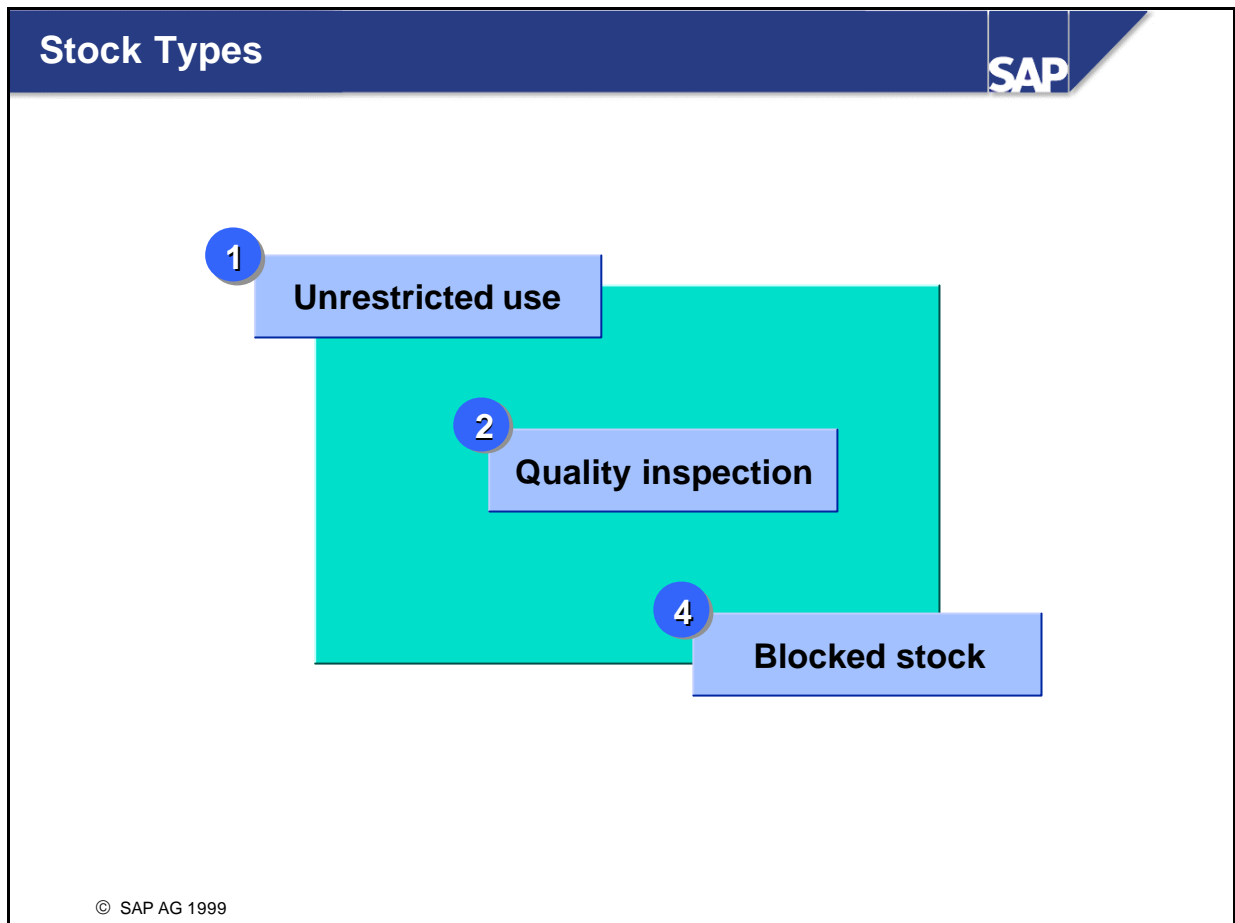 Stock Types
SAP
1
Unrestricted use
2
Quality inspection
4
Blocked stock
© SAP AG 1999